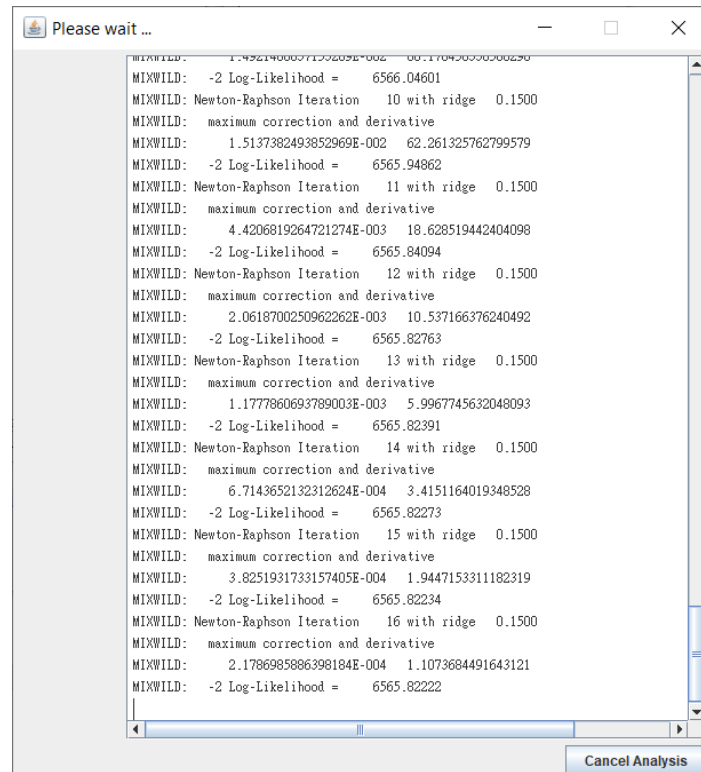 Please wait ...
MIXWILD: -2 Log-Likelihood = 6566.04601
MIXWILD: Newton-Raphson Iteration 10 with ridge 0.1500
MIXWILD: maximum correction and derivative
MIXWILD: 1.5137382493852969E-002 62.261325762799579
MIXWILD: -2 Log-Likelihood = 6565.94862
MIXWILD: Newton-Raphson Iteration 11 with ridge 0.1500
MIXWILD: maximum correction and derivative
MIXWILD: 4.4206819264721274E-003 18.628519442404098
MIXWILD: -2 Log-Likelihood = 6565.84094
MIXWILD: Newton-Raphson Iteration 12 with ridge 0.1500
MIXWILD: maximum correction and derivative
MIXWILD: 2.0618700250962262E-003 10.537166376240492
MIXWILD: -2 Log-Likelihood = 6565.82763
MIXWILD: Newton-Raphson Iteration 13 with ridge 0.1500
MIXWILD: maximum correction and derivative
MIXWILD: 1.1777860693789003E-003 5.9967745632048093
MIXWILD: -2 Log-Likelihood = 6565.82391
MIXWILD: Newton-Raphson Iteration 14 with ridge 0.1500
MIXWILD: maximum correction and derivative
MIXWILD: 6.7143652132312624E-004 3.4151164019348528
MIXWILD: -2 Log-Likelihood = 6565.82273
MIXWILD: Newton-Raphson Iteration 15 with ridge 0.1500
MIXWILD: maximum correction and derivative
MIXWILD: 3.8251931733157405E-004 1.9447153311182319
MIXWILD: -2 Log-Likelihood = 6565.82234
MIXWILD: Newton-Raphson Iteration 16 with ridge 0.1500
MIXWILD: maximum correction and derivative
MIXWILD: 2.1786985886398184E-004 1.1073684491643121
MIXWILD: -2 Log-Likelihood = 6565.82222
Cancel Analysis